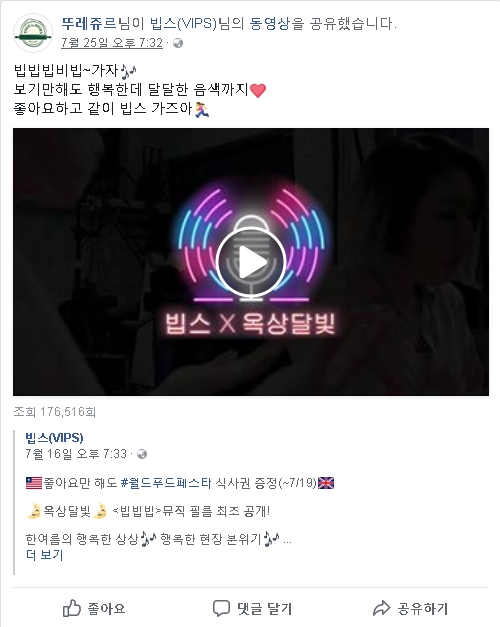 뚜레쥬르님이 빕스(VIPS)님의 동영상을 공유했습니다.
7월 25일 오후 7:32 ·
빕빕빕비빕~가자🎶
보기만해도 행복한데 달달한 음색까지❤
좋아요하고 같이 빕스 가즈아🏃‍♀️
빕스 X 옥상달빛
조회 176,516회
빕스(VIPS)
7월 16일 오후 7:33 ·
🇱🇷좋아요만 해도 #월드푸드페스타 식사권 증정(~7/19)🇬🇧
🌛옥상달빛🌛 <빕빕빕>뮤직 필름 최초 공개!
한여름의 행복한 상상🎶 행복한 현장 분위기🎶 ...
더 보기
좋아요 댓글 달기 공유하기